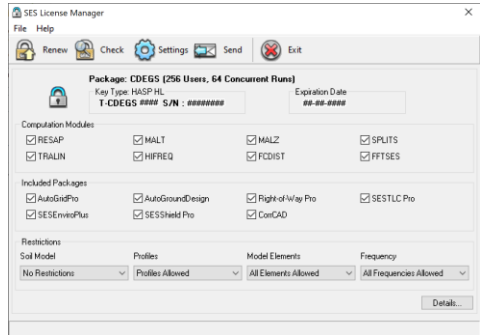 SES License Manager
File Help
Renew Check Settings Send Exit
Package: CDEGS (256 Users, 64 Concurrent Runs)
Key Type: HASP HL Expiration Date
T-CDEGS #### S/N : ######## ##-##-####
Computation Modules
RESAP MALT MALZ SPLITS
TRALIN HIFREQ FCDIST FFTSES
Included Packages
AutoGridPro AutoGroundDesign Right-of-Way Pro SESTLC Pro
SESEnviroPlus SESShield Pro CorrCAD
Restrictions
Soil Model Profiles Model Elements Frequency
No Restrictions Profiles Allowed All Elements Allowed All Frequencies Allowed
Details...